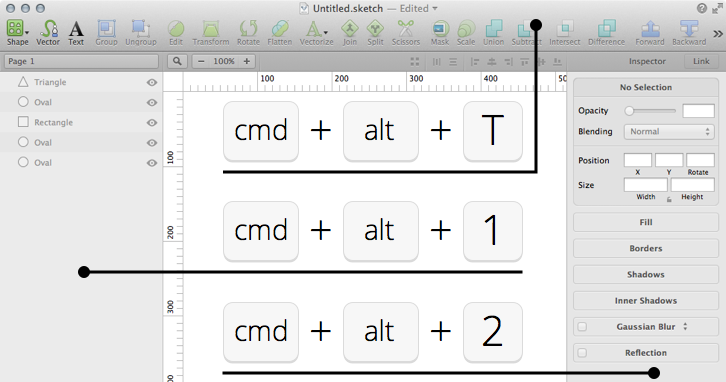 Untitled.sketch — Edited
Shape Vector Text Group Ungroup Edit Transform Rotate Flatten Vectorize Join Split Scissors Mask Scale Union Subtract Intersect Difference Forward Backward
Page 1 100% Inspector Link
100 200 300 400 50
Triangle
Oval
Rectangle
Oval
Oval
100
200
300
cmd + alt + T
cmd + alt + 1
cmd + alt + 2
No Selection
Opacity
Blending Normal
Position
X Y Rotate
Size
Width Height
Fill
Borders
Shadows
Inner Shadows
Gaussian Blur
Reflection